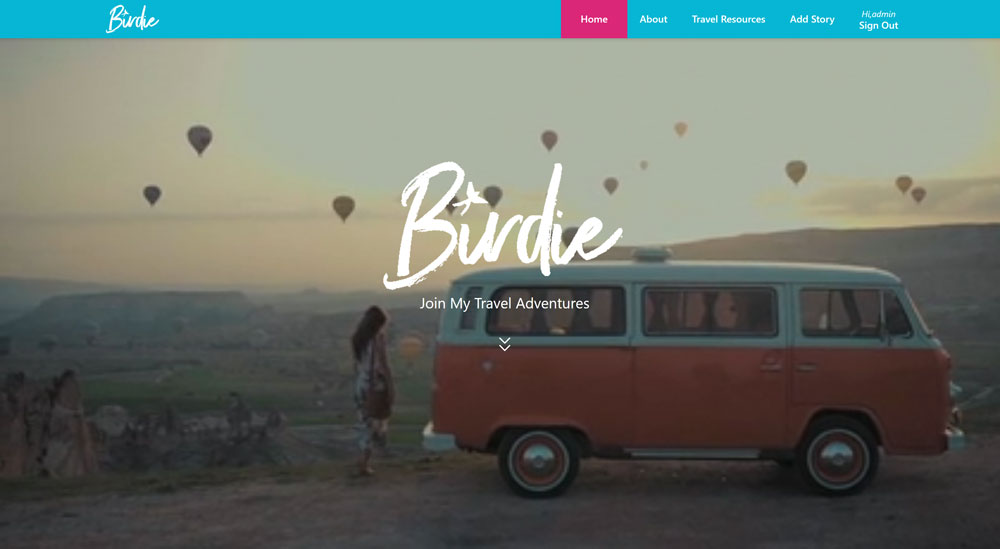 Birdie
Home
About
Travel Resources
Add Story
Hi,admin
Sign Out
Birdie
Join My Travel Adventures